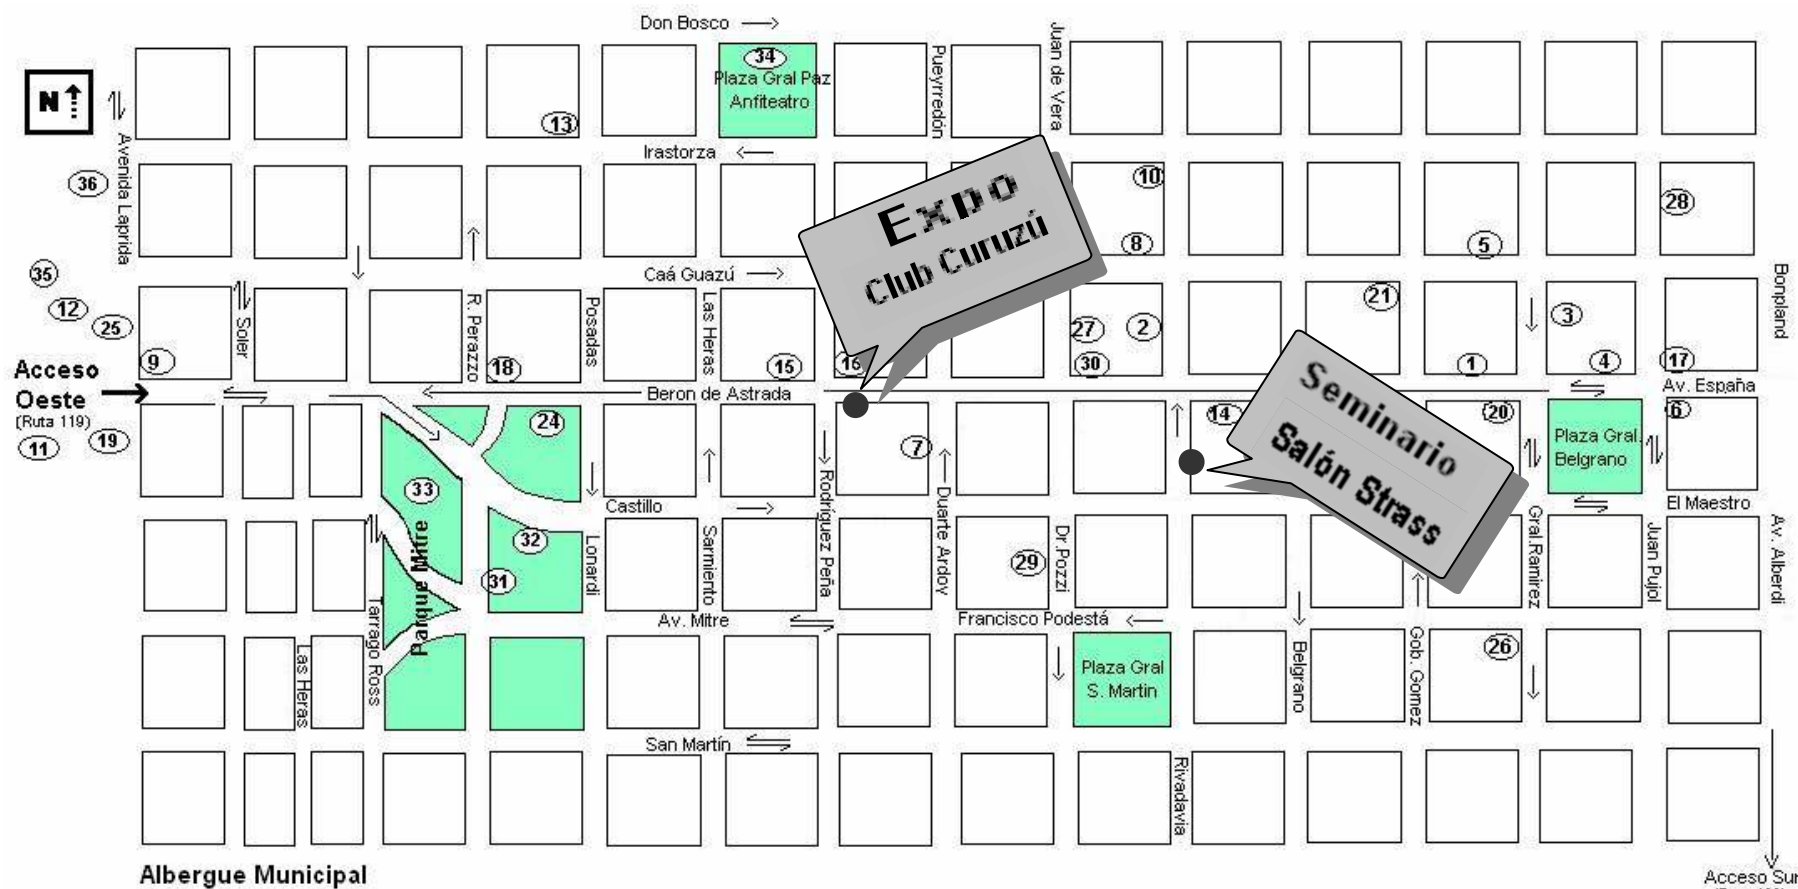 Don Bosco
N
34
Plaza Gral Paz
Anfiteatro
Pueyrredón
Juan de Vera
13
Avenida Laprida
Irastorza
36
10
28
Expo
Club Curuzú
8
5
35
Caá Guazú
Bonpland
12
25
Soler
R. Perazzo
Posadas
Las Heras
21
3
27
2
9
18
15
16
30
1
4
17
Acceso
Oeste
(Ruta 119)
Beron de Astrada
Av. España
11
19
24
7
14
20
6
Seminario
Salón Strass
Plaza Gral.
Belgrano
33
Castillo
Rodríguez Peña
Duarte Ardoy
El Maestro
32
31
Parque Mitre
Lonardi
Sarmiento
29
Dr.Pozzi
Gral.Ramirez
Juan Pujol
Av. Alberdi
Tarrago Ross
Av. Mitre
Francisco Podestá
Las Heras
Plaza Gral
S. Martin
Belgrano
Gob. Gomez
26
San Martín
Rivadavia
Albergue Municipal
Acceso Sur